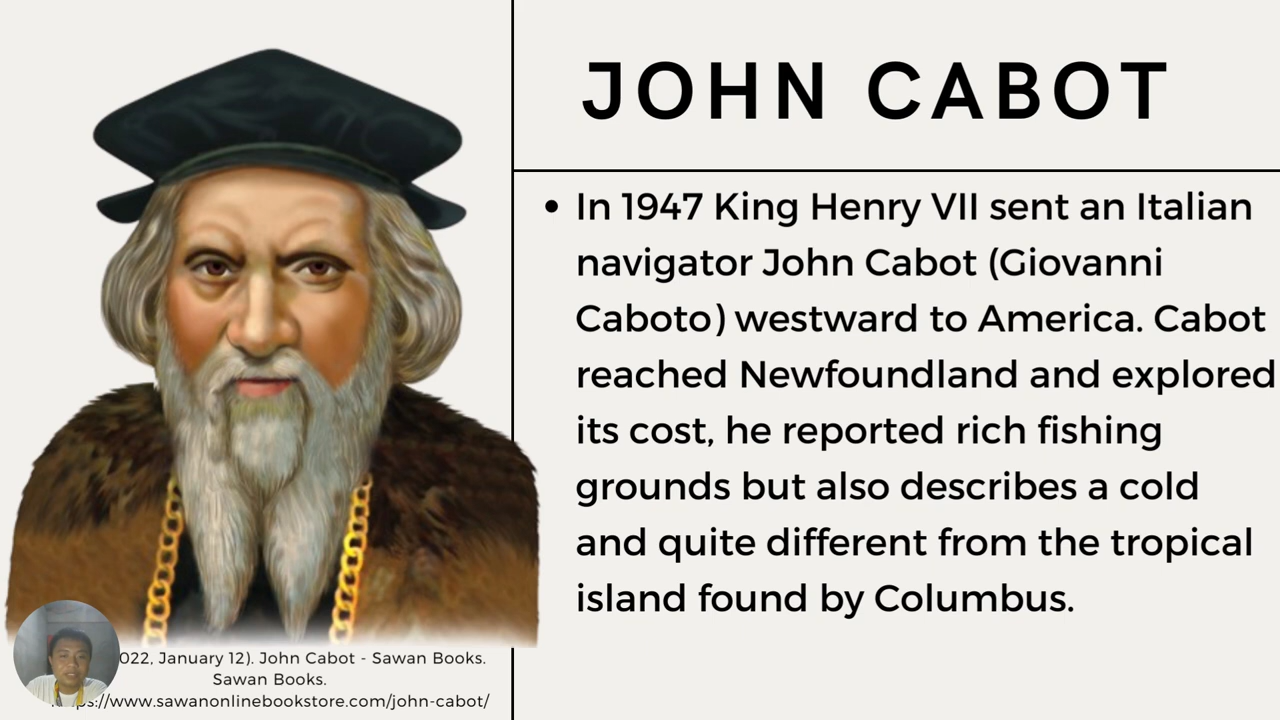 JOHN CABOT
• In 1947 King Henry VII sent an Italian
navigator John Cabot (Giovanni
Caboto) westward to America. Cabot
reached Newfoundland and explored
its cost, he reported rich fishing
grounds but also describes a cold
and quite different from the tropical
island found by Columbus.
022, January 12). John Cabot - Sawan Books.
Sawan Books.
ps://www.sawanonlinebookstore.com/john-cabot/